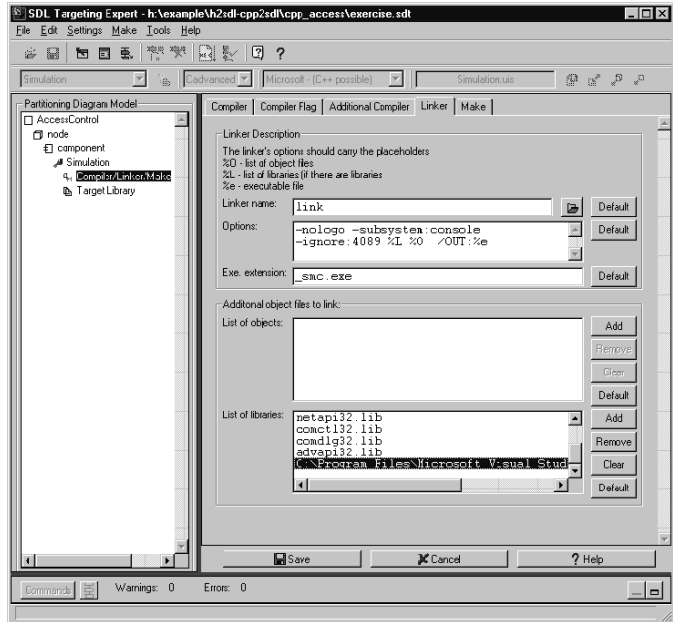 SDL Targeting Expert - h:\example\h2sdl-cpp2sdl\cpp_access\exercise.sdt
File Edit Settings Make Tools Help
Simulation
Cadvanced
Microsoft - (C++ possible)
Simulation.uis
Partitioning Diagram Model
AccessControl
node
component
Simulation
Compiler/Linker/Make
Target Library
Compiler
Compiler Flag
Additional Compiler
Linker
Make
Linker Description
The linker's options should carry the placeholders
%O - list of object files
%L - list of libraries (if there are libraries
%e - executable file
Linker name:
link
Default
Options:
-nologo -subsystem:console
-ignore:4089 %L %O /OUT:%e
Default
Exe. extension:
_smc.exe
Default
Additonal object files to link:
List of objects:
Add
Remove
Clear
Default
List of libraries:
netapi32.lib
comctl32.lib
comdlg32.lib
advapi32.lib
C:\Program Files\Microsoft Visual Stud
Add
Remove
Clear
Default
Save
Cancel
? Help
Commands
Warnings: 0
Errors: 0